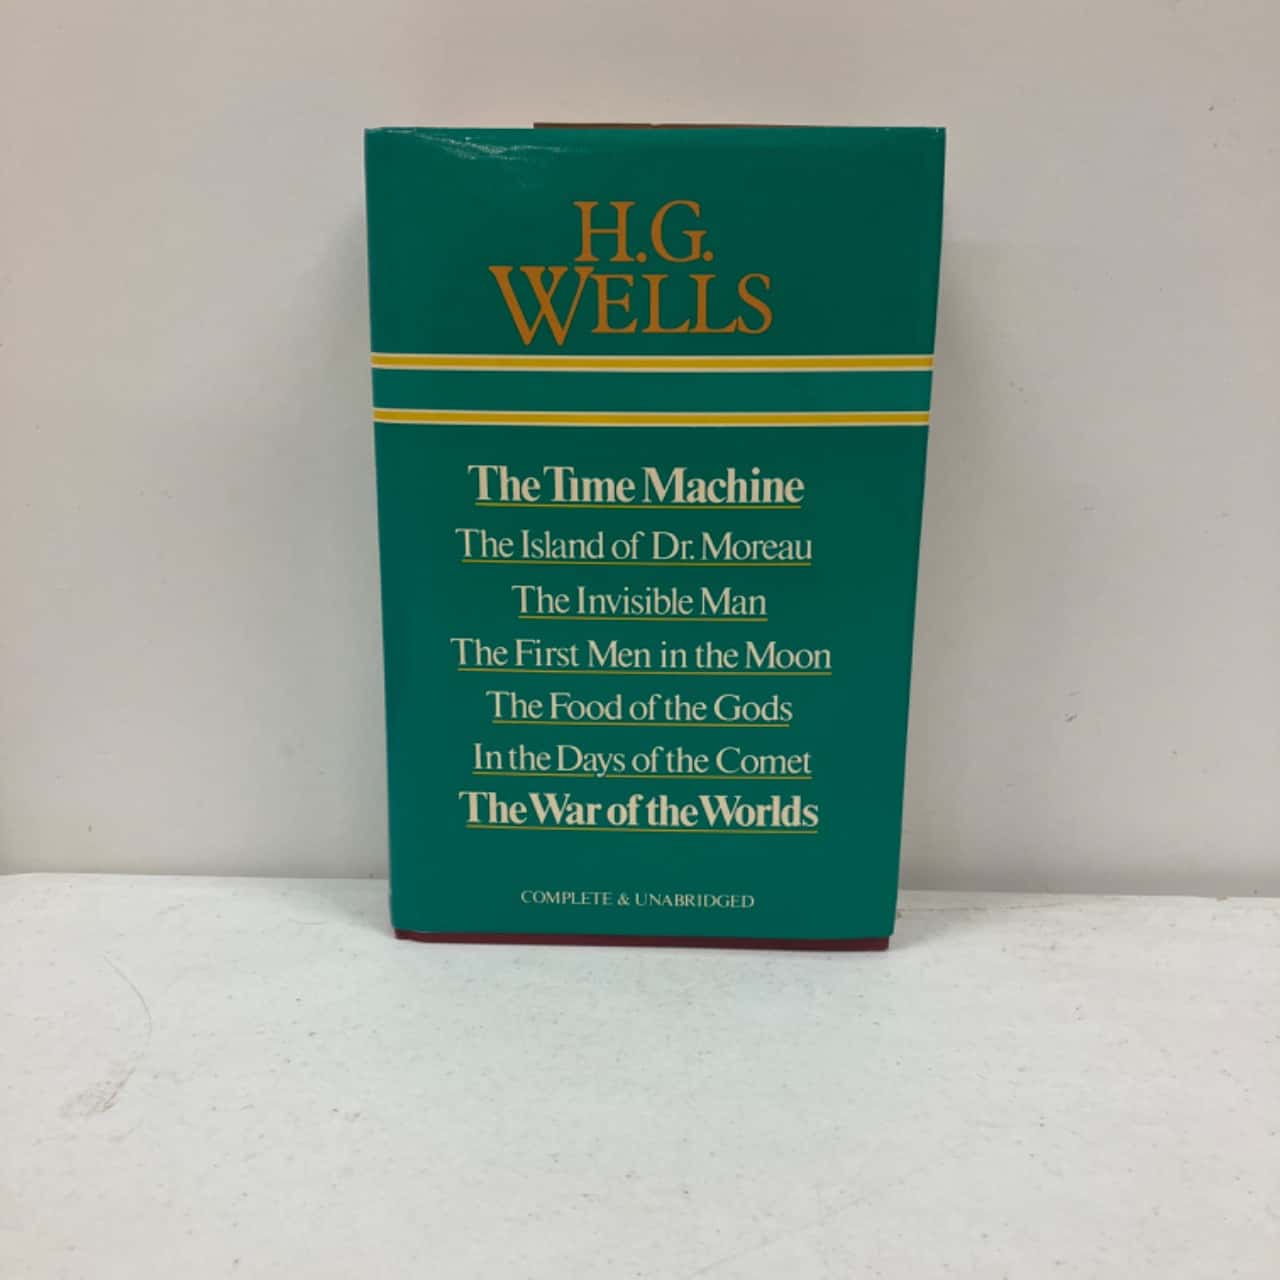 H.G.
WELLS
The Time Machine
The Island of Dr. Moreau
The Invisible Man
The First Men in the Moon
The Food of the Gods
In the Days of the Comet
The War of the Worlds
COMPLETE & UNABRIDGED